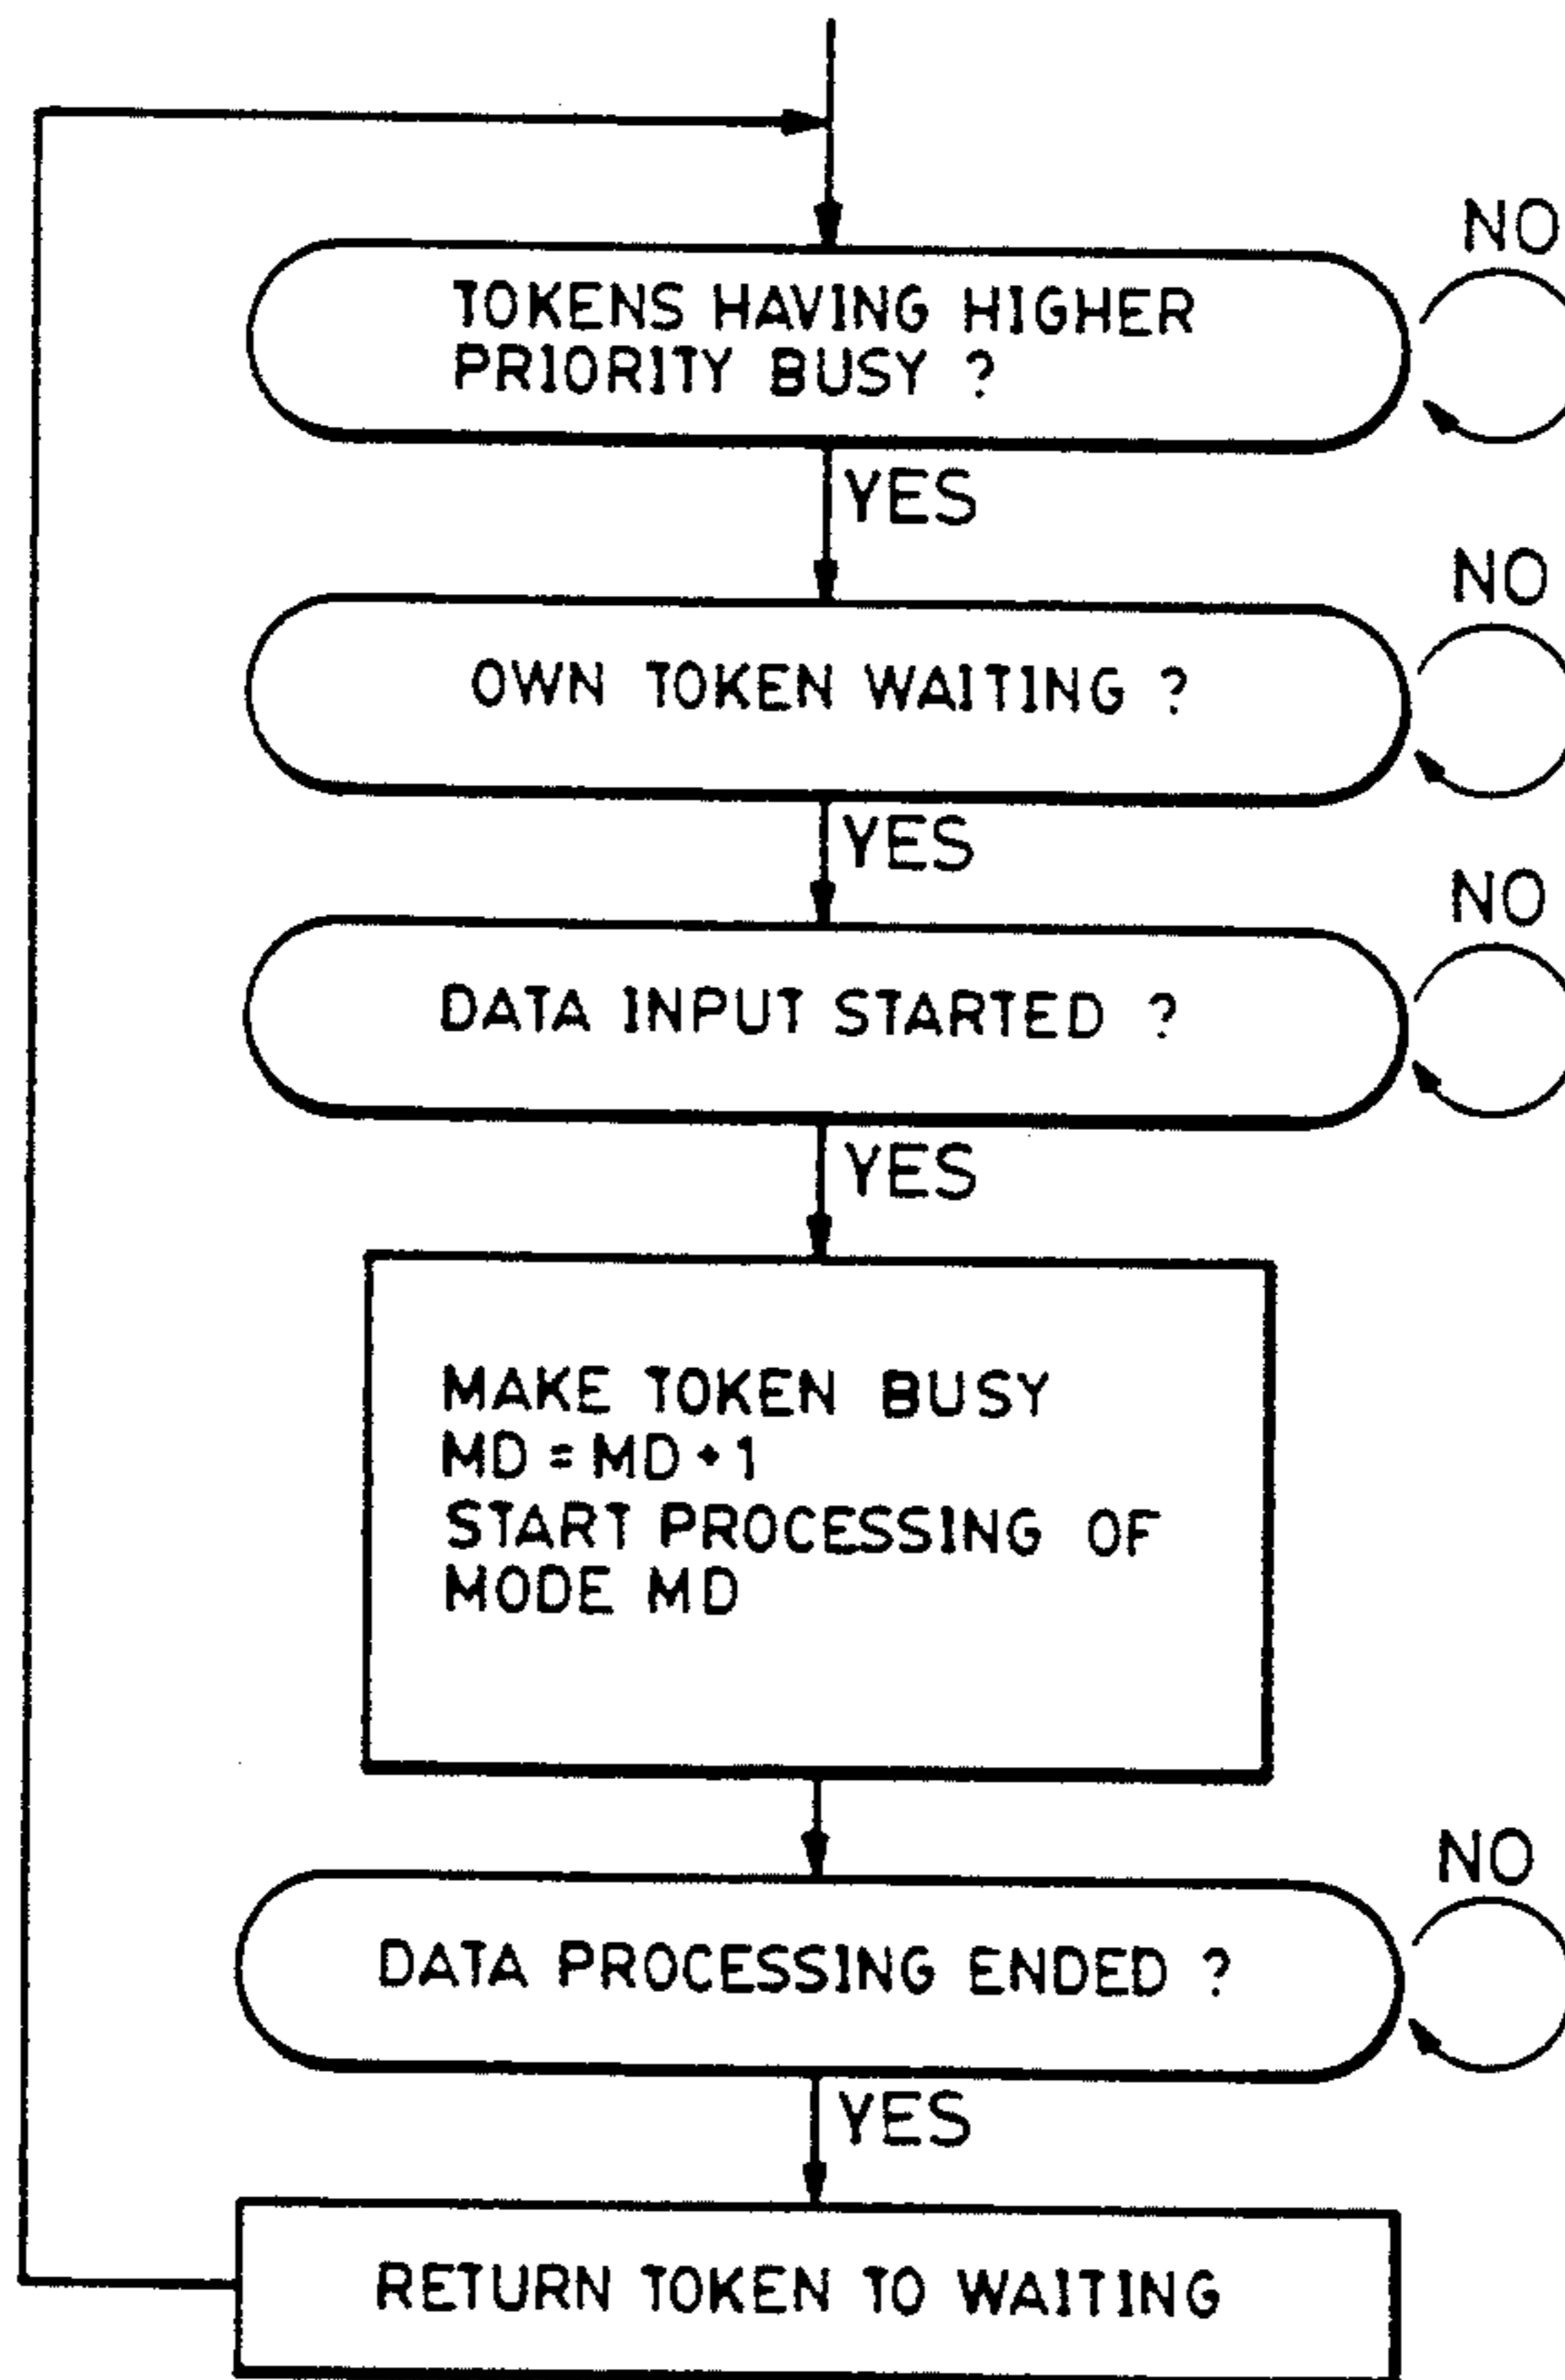 NO
TOKENS HAVING HIGHER
PRIORITY BUSY ?
YES
NO
OWN TOKEN WAITING ?
YES
NO
DATA INPUT STARTED ?
YES
MAKE TOKEN BUSY
MD = MD + 1
START PROCESSING OF
MODE MD
NO
DATA PROCESSING ENDED ?
YES
RETURN TOKEN TO WAITING